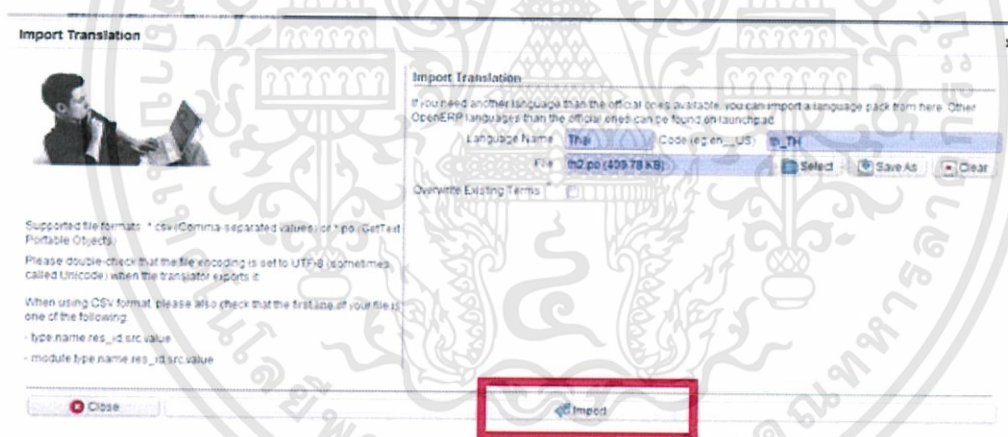 Import Translation
Import Translation
If you need another language than the official ones available, you can import a language pack from here. Other
OpenERP languages than the official ones can be found on launchpad
Language Name Thai Code (eg:en__US) th_TH
File th2.po (409.78 KB) Select Save As Clear
Overwrite Existing Terms
Supported file formats: *.csv (Comma-separated values) or *.po (GetText
Portable Objects)
Please double-check that the file encoding is set to UTF-8 (sometimes
called Unicode) when the translator exports it.
When using CSV format, please also check that the first line of your file is
one of the following:
- type,name,res_id,src,value
- module,type,name,res_id,src,value
Close Import